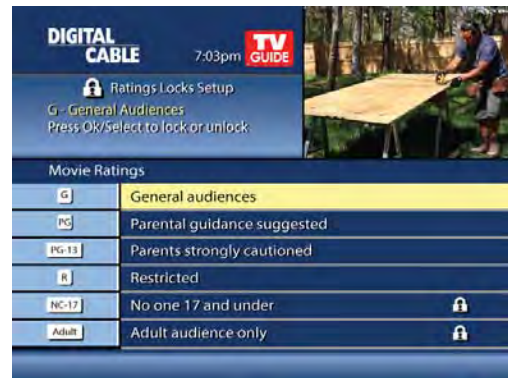 DIGITAL
CABLE
7:03pm
TV
GUIDE
Ratings Locks Setup
G - General Audiences
Press Ok/Select to lock or unlock
Movie Ratings
G General audiences
PG Parental guidance suggested
PG-13 Parents strongly cautioned
R Restricted
NC-17 No one 17 and under
Adult Adult audience only